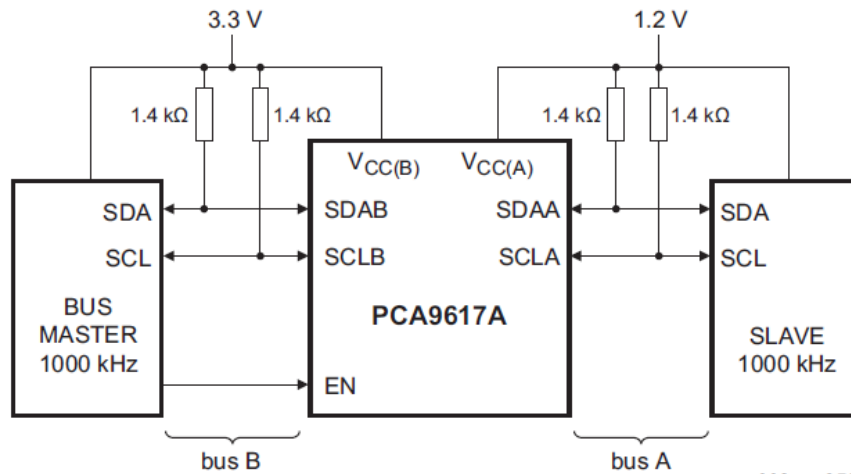 3.3 V
1.2 V
1.4 kΩ
1.4 kΩ
1.4 kΩ
1.4 kΩ
VCC(B)
VCC(A)
SDA
SDAB
SDAA
SDA
SCL
SCLB
SCLA
SCL
BUS
MASTER
1000 kHz
PCA9617A
SLAVE
1000 kHz
EN
bus B
bus A